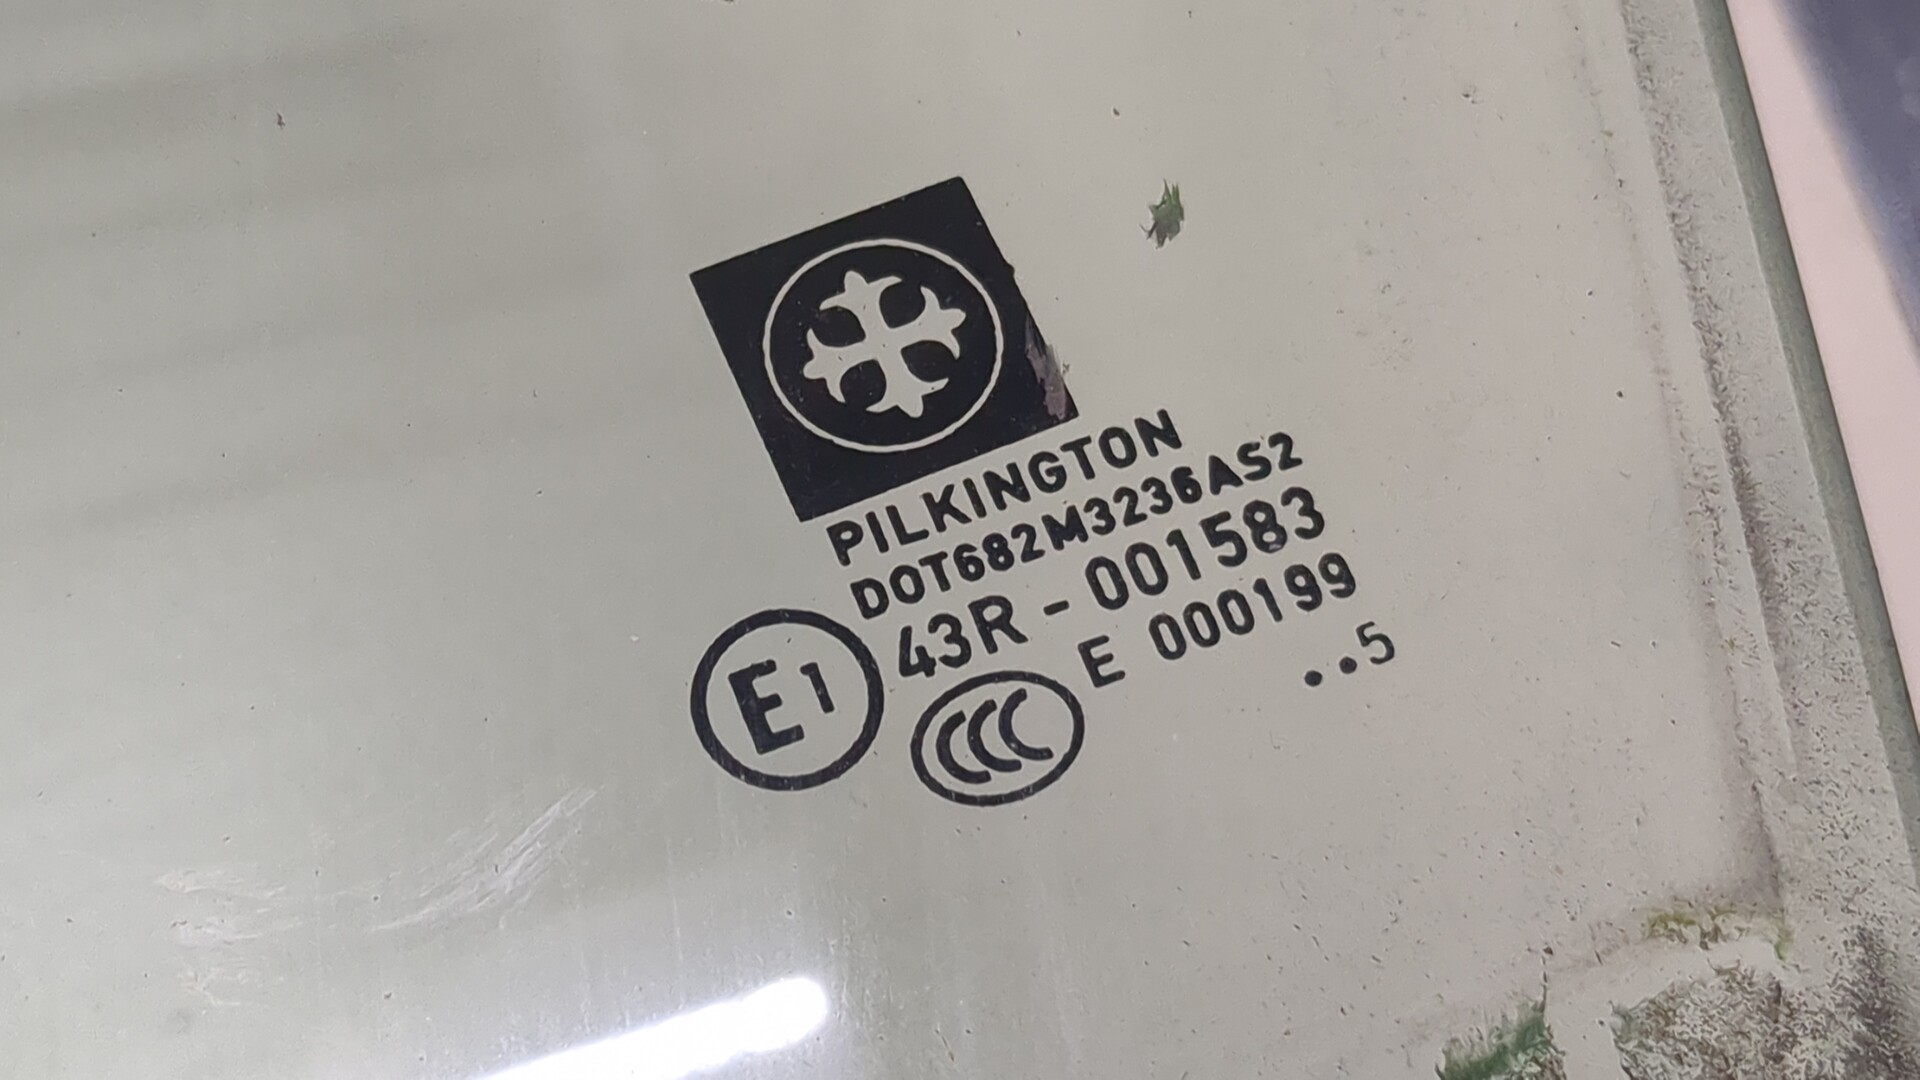 PILKINGTON
DOT682M3236AS2
43R - 001583
E1
CCC
E 000199
..5